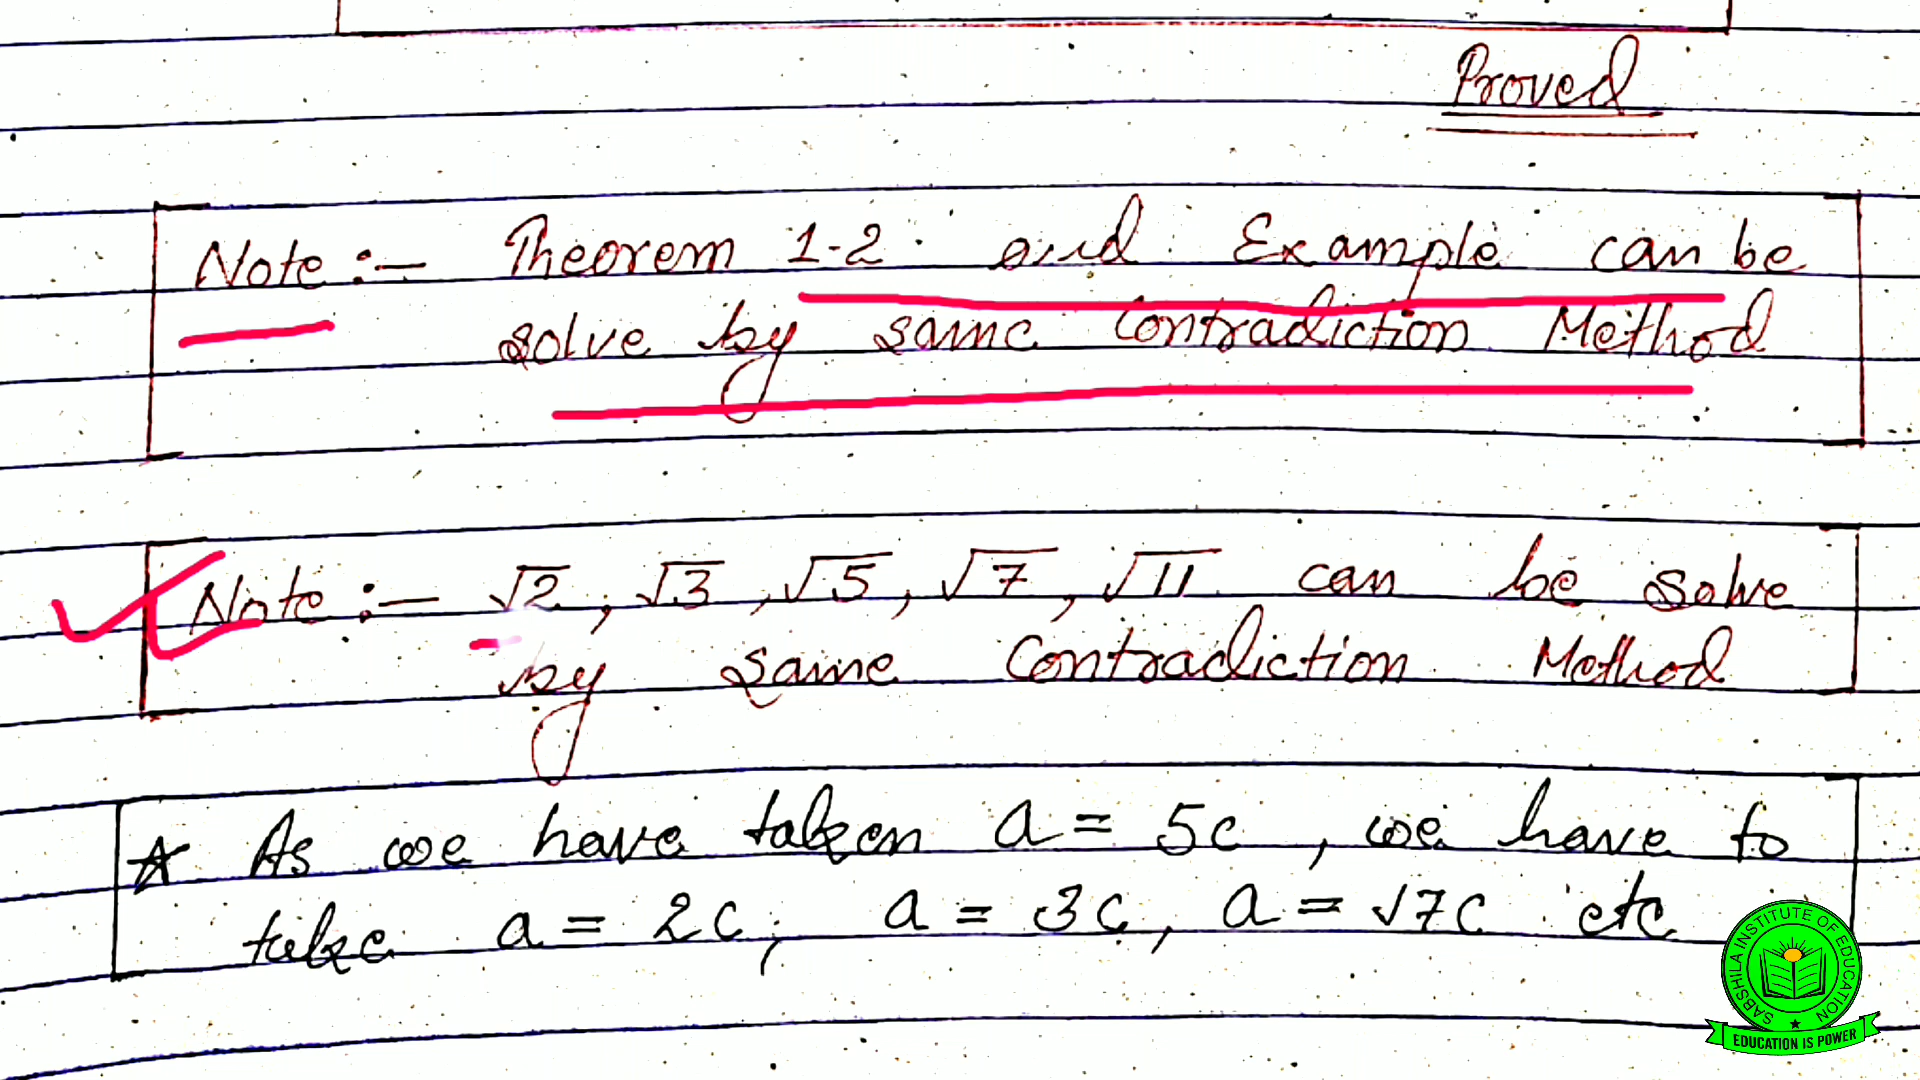 Proved
Note :- Theorem 1.2 and Example can be
solve by same Contradiction Method
Note :- √2, √3, √5, √7, √11 can be solve
by same Contradiction Method
☆ As we have taken a = 5c, we have to
take a = 2c, a = 3c, a = √7c etc
SABSHILA INSTITUTE OF EDUCATION
EDUCATION IS POWER